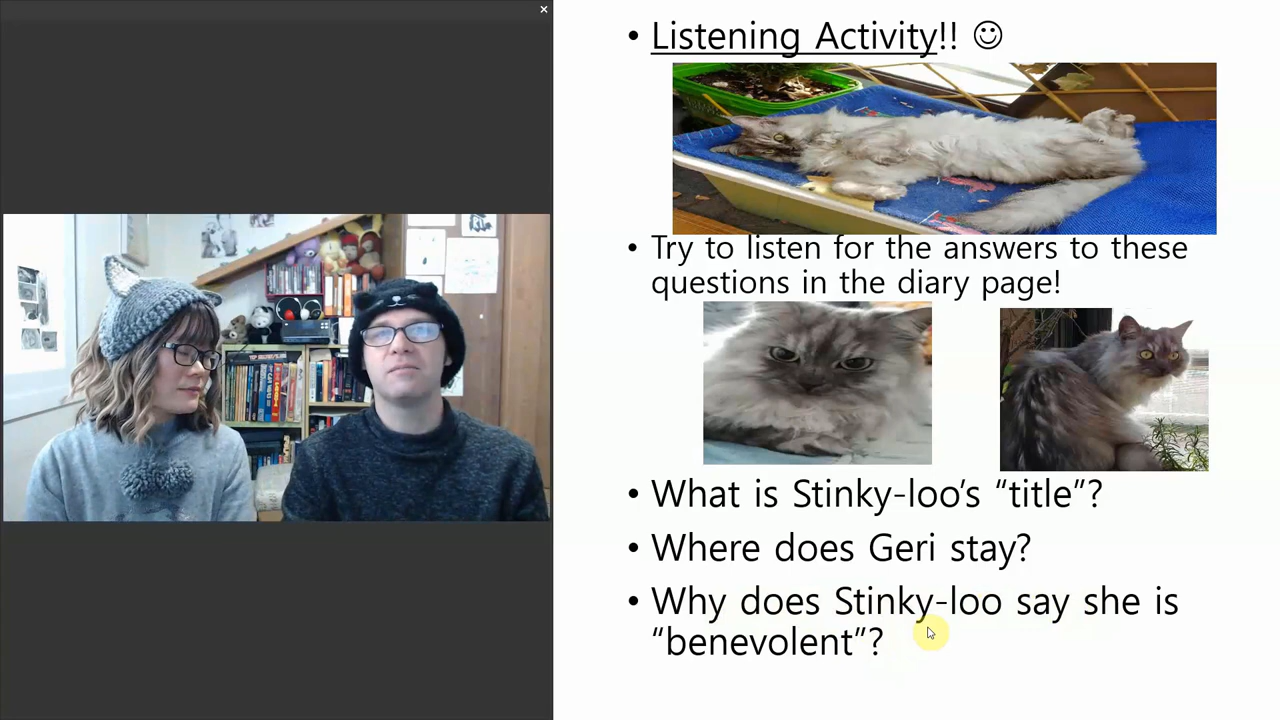 • Listening Activity!! ☺
• Try to listen for the answers to these
questions in the diary page!
• What is Stinky-loo’s “title”?
• Where does Geri stay?
• Why does Stinky-loo say she is
“benevolent”?